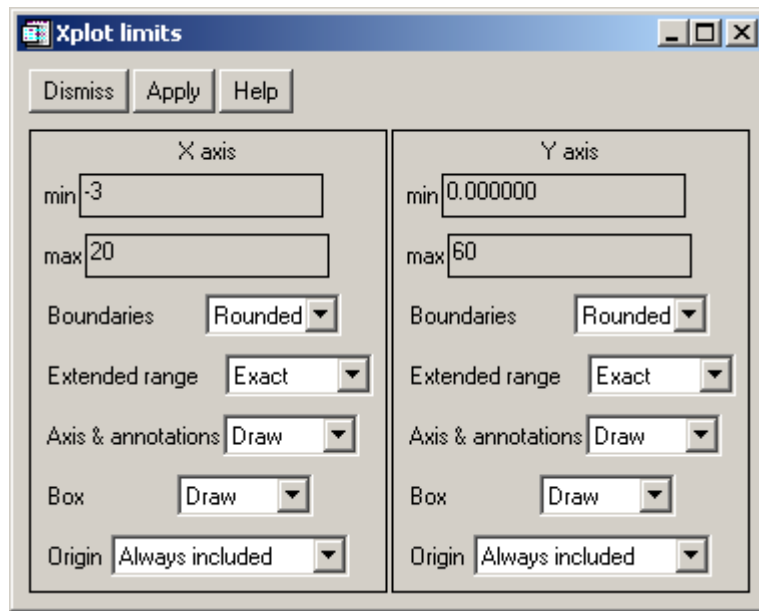 Xplot limits
Dismiss Apply Help
X axis
min -3
max 20
Boundaries Rounded
Extended range Exact
Axis & annotations Draw
Box Draw
Origin Always included
Y axis
min 0.000000
max 60
Boundaries Rounded
Extended range Exact
Axis & annotations Draw
Box Draw
Origin Always included